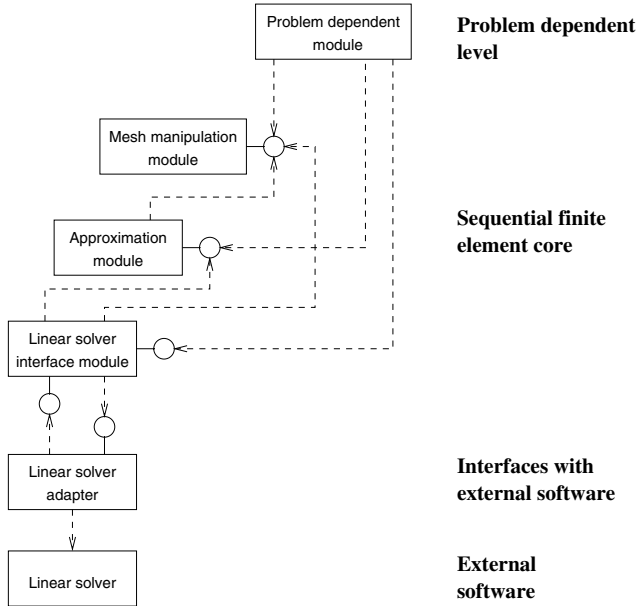 Problem dependent
module
Problem dependent
level
Mesh manipulation
module
Approximation
module
Sequential finite
element core
Linear solver
interface module
Linear solver
adapter
Interfaces with
external software
Linear solver
External
software